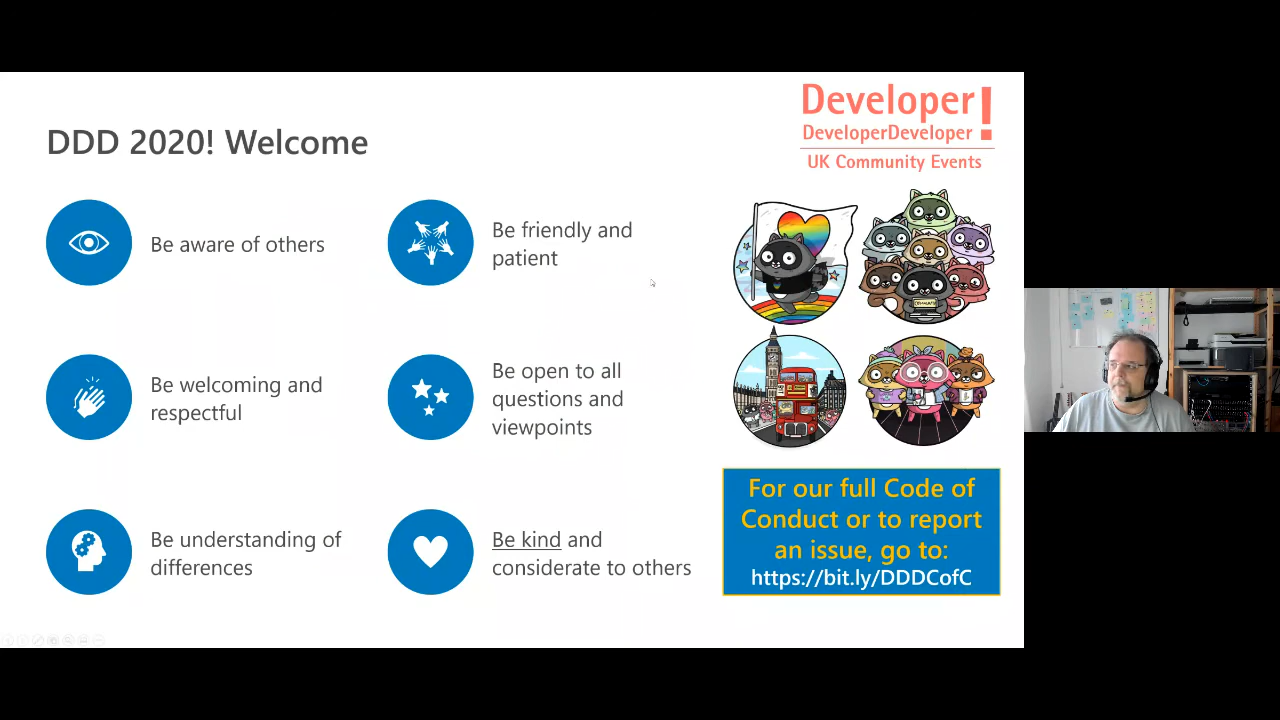 Developer!
DeveloperDeveloper
UK Community Events
DDD 2020! Welcome
Be aware of others
Be friendly and
patient
Be welcoming and
respectful
Be open to all
questions and
viewpoints
Be understanding of
differences
Be kind and
considerate to others
For our full Code of
Conduct or to report
an issue, go to:
https://bit.ly/DDDCofC